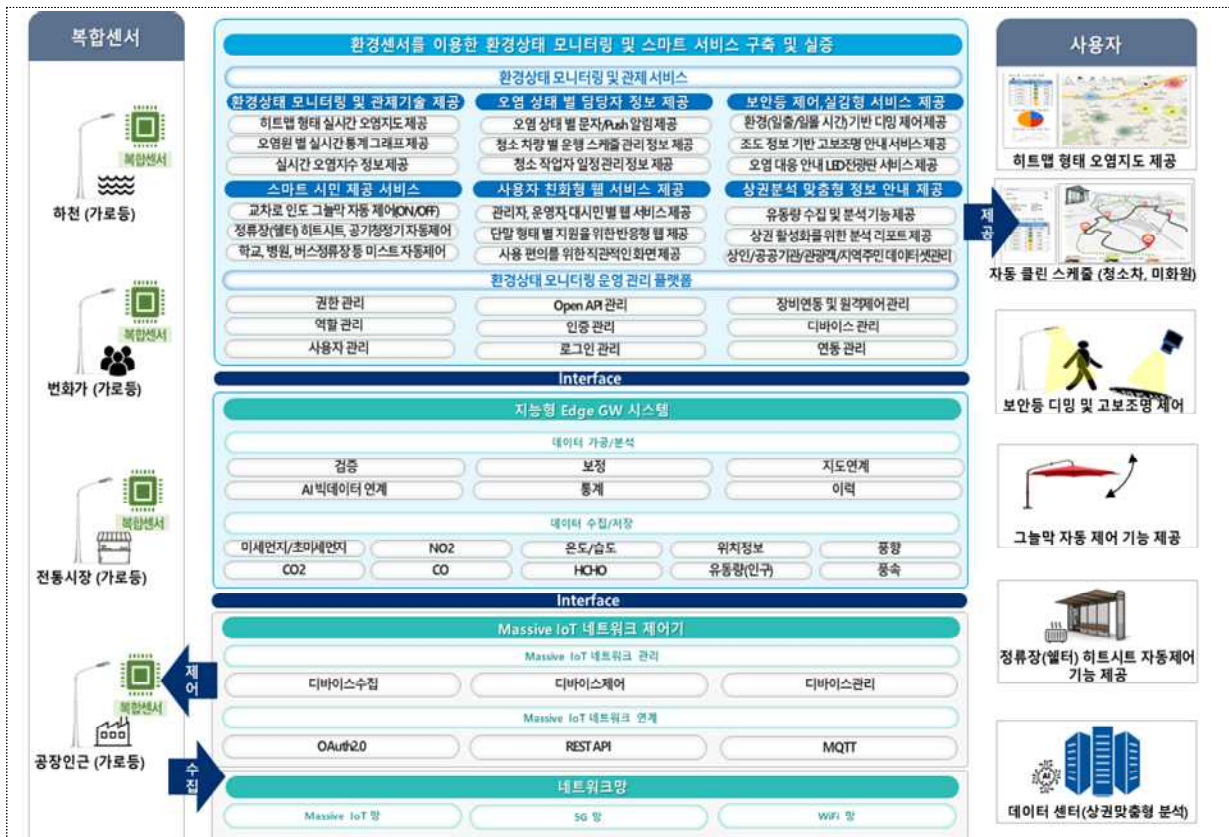 복합센서
복합센서
하천 (가로등)
복합센서
번화가 (가로등)
복합센서
전통시장 (가로등)
복합센서
공장인근 (가로등)
환경센서를 이용한 환경상태 모니터링 및 스마트 서비스 구축 및 실증
환경상태 모니터링 및 관제 서비스
환경상태 모니터링 및 관제기술 제공
히트맵 형태 실시간 오염지도 제공
오염원 별 실시간 통계 그래프 제공
실시간 오염지수 정보 제공
오염 상태 별 담당자 정보 제공
오염 상태 별 문자/Push 알림 제공
청소 차량 별 운행 스케줄 관리 정보 제공
청소 작업자 일정관리 정보 제공
보안등 제어,실감형 서비스 제공
환경(일출/일몰 시간)기반 디밍 제어 제공
조도 정보 기반 고보조명 안내 서비스 제공
오염 대응 안내 LED전광판 서비스 제공
스마트 시민 제공 서비스
교차로 인도 그늘막 자동 제어(ON/OFF)
정류장(쉘터) 히트시트, 공기청정기 자동제어
학교, 병원, 버스정류장 등 미스트 자동제어
사용자 친화형 웹 서비스 제공
관리자, 운영자, 대시민 별 웹 서비스 제공
단말 형태 별 지원을 위한 반응형 웹 제공
사용 편의를 위한 직관적인 화면 제공
상권분석 맞춤형 정보 안내 제공
유동량 수집 및 분석 기능 제공
상권 활성화를 위한 분석 리포트 제공
상인/공공기관/관광객/지역주민 데이터셋관리
환경상태 모니터링 운영 관리 플랫폼
권한 관리
Open API 관리
장비연동 및 원격제어 관리
역할 관리
인증 관리
디바이스 관리
사용자 관리
로그인 관리
연동 관리
Interface
지능형 Edge GW 시스템
데이터 가공/분석
검증
보정
지도연계
AI 빅데이터 연계
통계
이력
데이터 수집/저장
미세먼지/초미세먼지
NO2
온도/습도
위치정보
풍향
CO2
CO
HCHO
유동량(인구)
풍속
Interface
Massive IoT 네트워크 제어기
Massive IoT 네트워크 관리
디바이스수집
디바이스제어
디바이스관리
Massive IoT 네트워크 연계
OAuth2.0
REST API
MQTT
네트워크망
Massive IoT 망
5G 망
WiFi 망
제어
수집
제공
사용자
히트맵 형태 오염지도 제공
자동 클린 스케줄 (청소차, 미화원)
보안등 디밍 및 고보조명 제어
그늘막 자동 제어 기능 제공
정류장(쉘터) 히트시트 자동제어
기능 제공
AI
데이터 센터(상권맞춤형 분석)